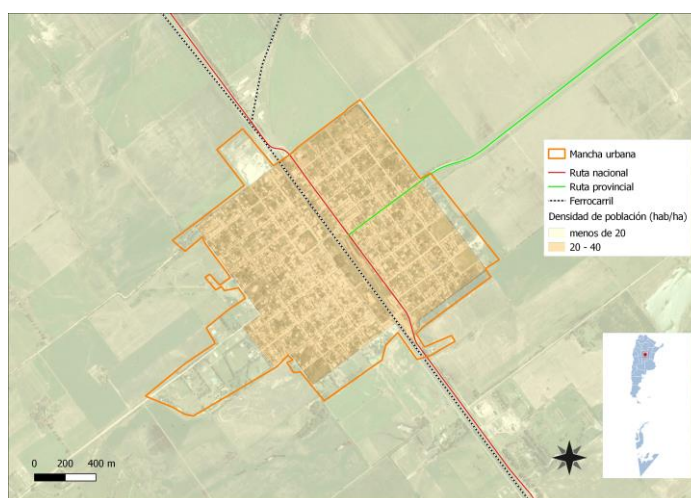 Mancha urbana
Ruta nacional
Ruta provincial
Ferrocarril
Densidad de población (hab/ha)
menos de 20
20 - 40
0 200 400 m